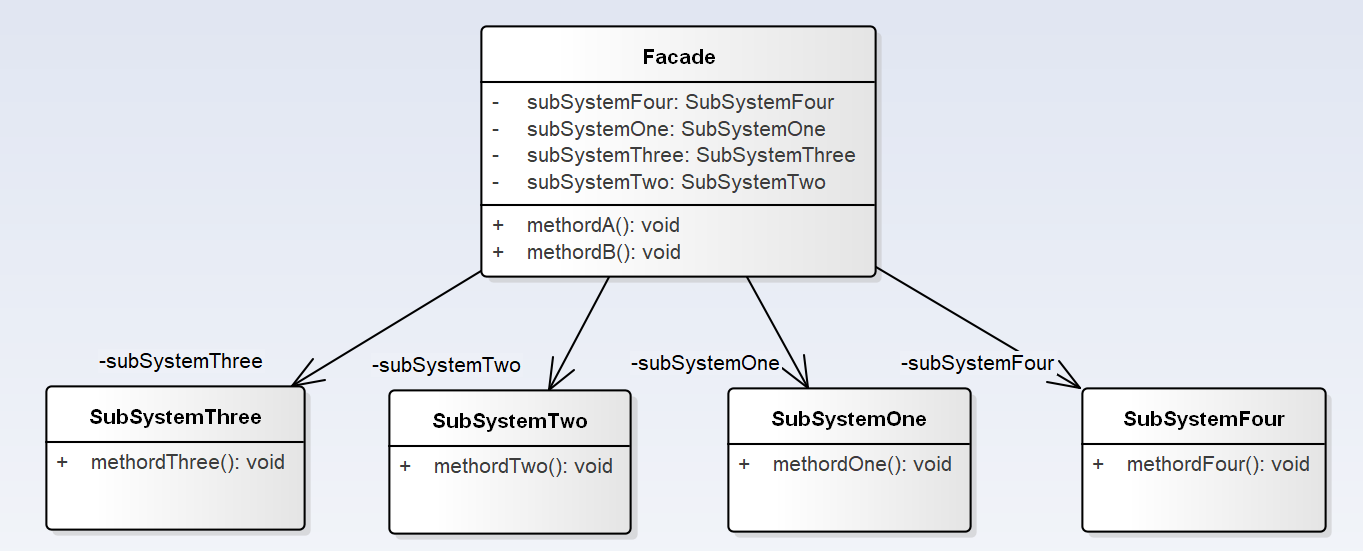 Facade
- subSystemFour: SubSystemFour
- subSystemOne: SubSystemOne
- subSystemThree: SubSystemThree
- subSystemTwo: SubSystemTwo
+ methordA(): void
+ methordB(): void
-subSystemThree
-subSystemTwo
-subSystemOne
-subSystemFour
SubSystemThree
+ methordThree(): void
SubSystemTwo
+ methordTwo(): void
SubSystemOne
+ methordOne(): void
SubSystemFour
+ methordFour(): void